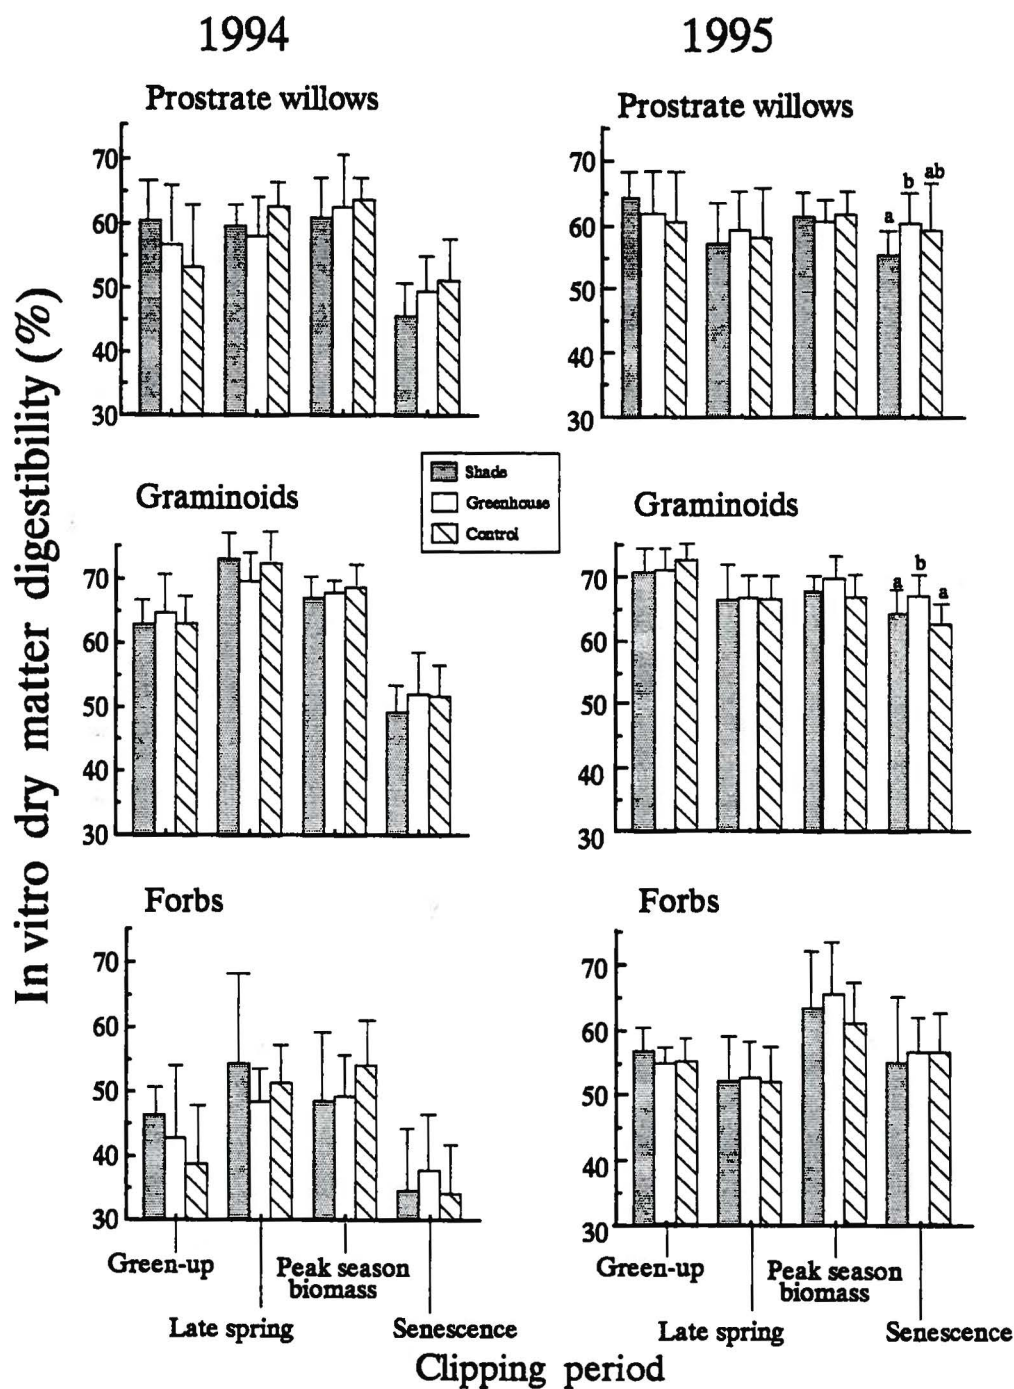 1994
1995
Prostrate willows
Prostrate willows
70
60
50
40
30
70
60
50
40
30
a
b
ab
Shade
Greenhouse
Control
Graminoids
Graminoids
70
60
50
40
30
70
60
50
40
30
a
b
a
Forbs
Forbs
70
60
50
40
30
70
60
50
40
30
In vitro dry matter digestibility (%)
Green-up
Peak season
biomass
Late spring
Senescence
Green-up
Peak season
biomass
Late spring
Senescence
Clipping period